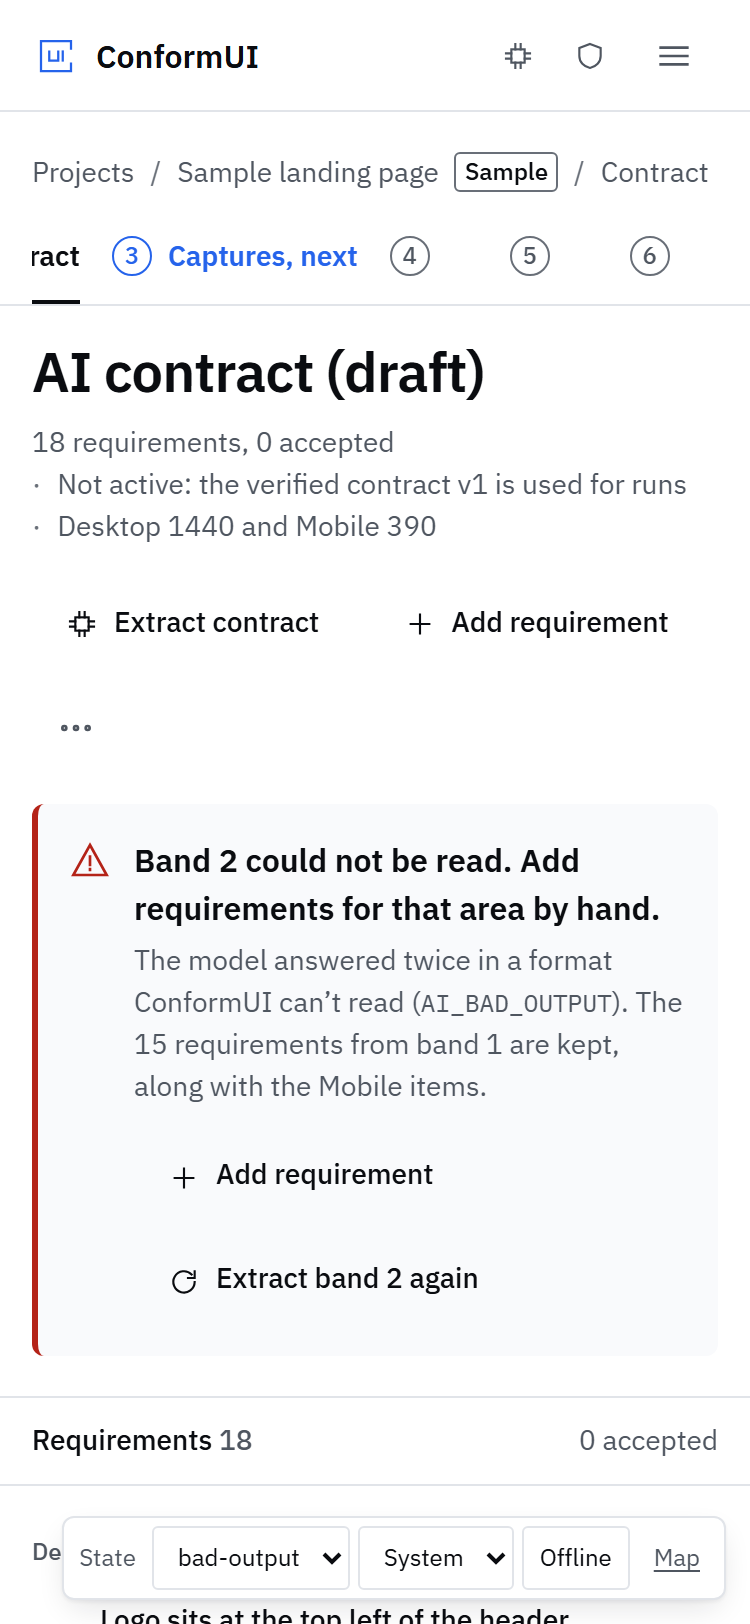 ConformUI
Projects / Sample landing page Sample / Contract
ract 3 Captures, next 4 5 6
AI contract (draft)
18 requirements, 0 accepted
· Not active: the verified contract v1 is used for runs
· Desktop 1440 and Mobile 390
Extract contract + Add requirement
Band 2 could not be read. Add
requirements for that area by hand.
The model answered twice in a format
ConformUI can’t read (AI_BAD_OUTPUT). The
15 requirements from band 1 are kept,
along with the Mobile items.
+ Add requirement
Extract band 2 again
Requirements 18 0 accepted
De
State bad-output System Offline Map
Logo sits at the top left of the header